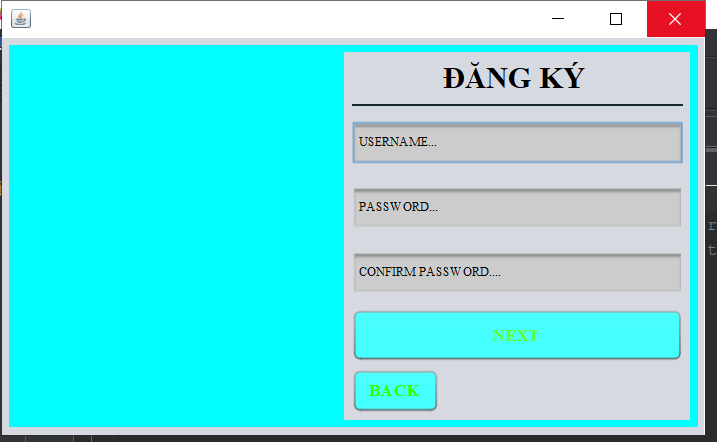 ĐĂNG KÝ
USERNAME...
PASSWORD...
CONFIRM PASSWORD....
NEXT
BACK
r
t